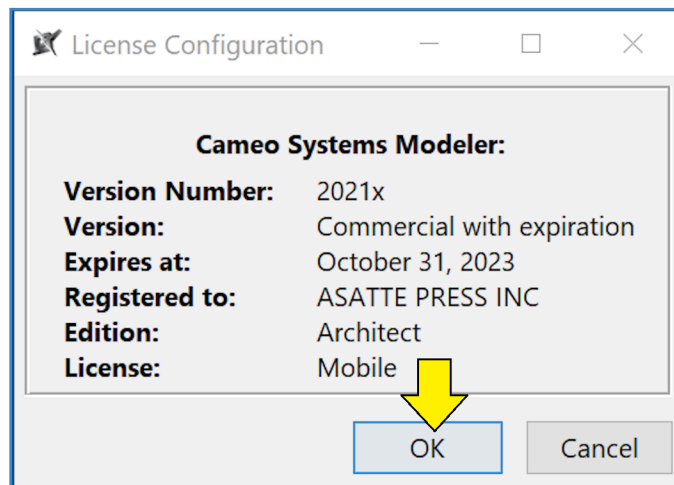 License Configuration
Cameo Systems Modeler:
Version Number: 2021x
Version: Commercial with expiration
Expires at: October 31, 2023
Registered to: ASATTE PRESS INC
Edition: Architect
License: Mobile
OK Cancel